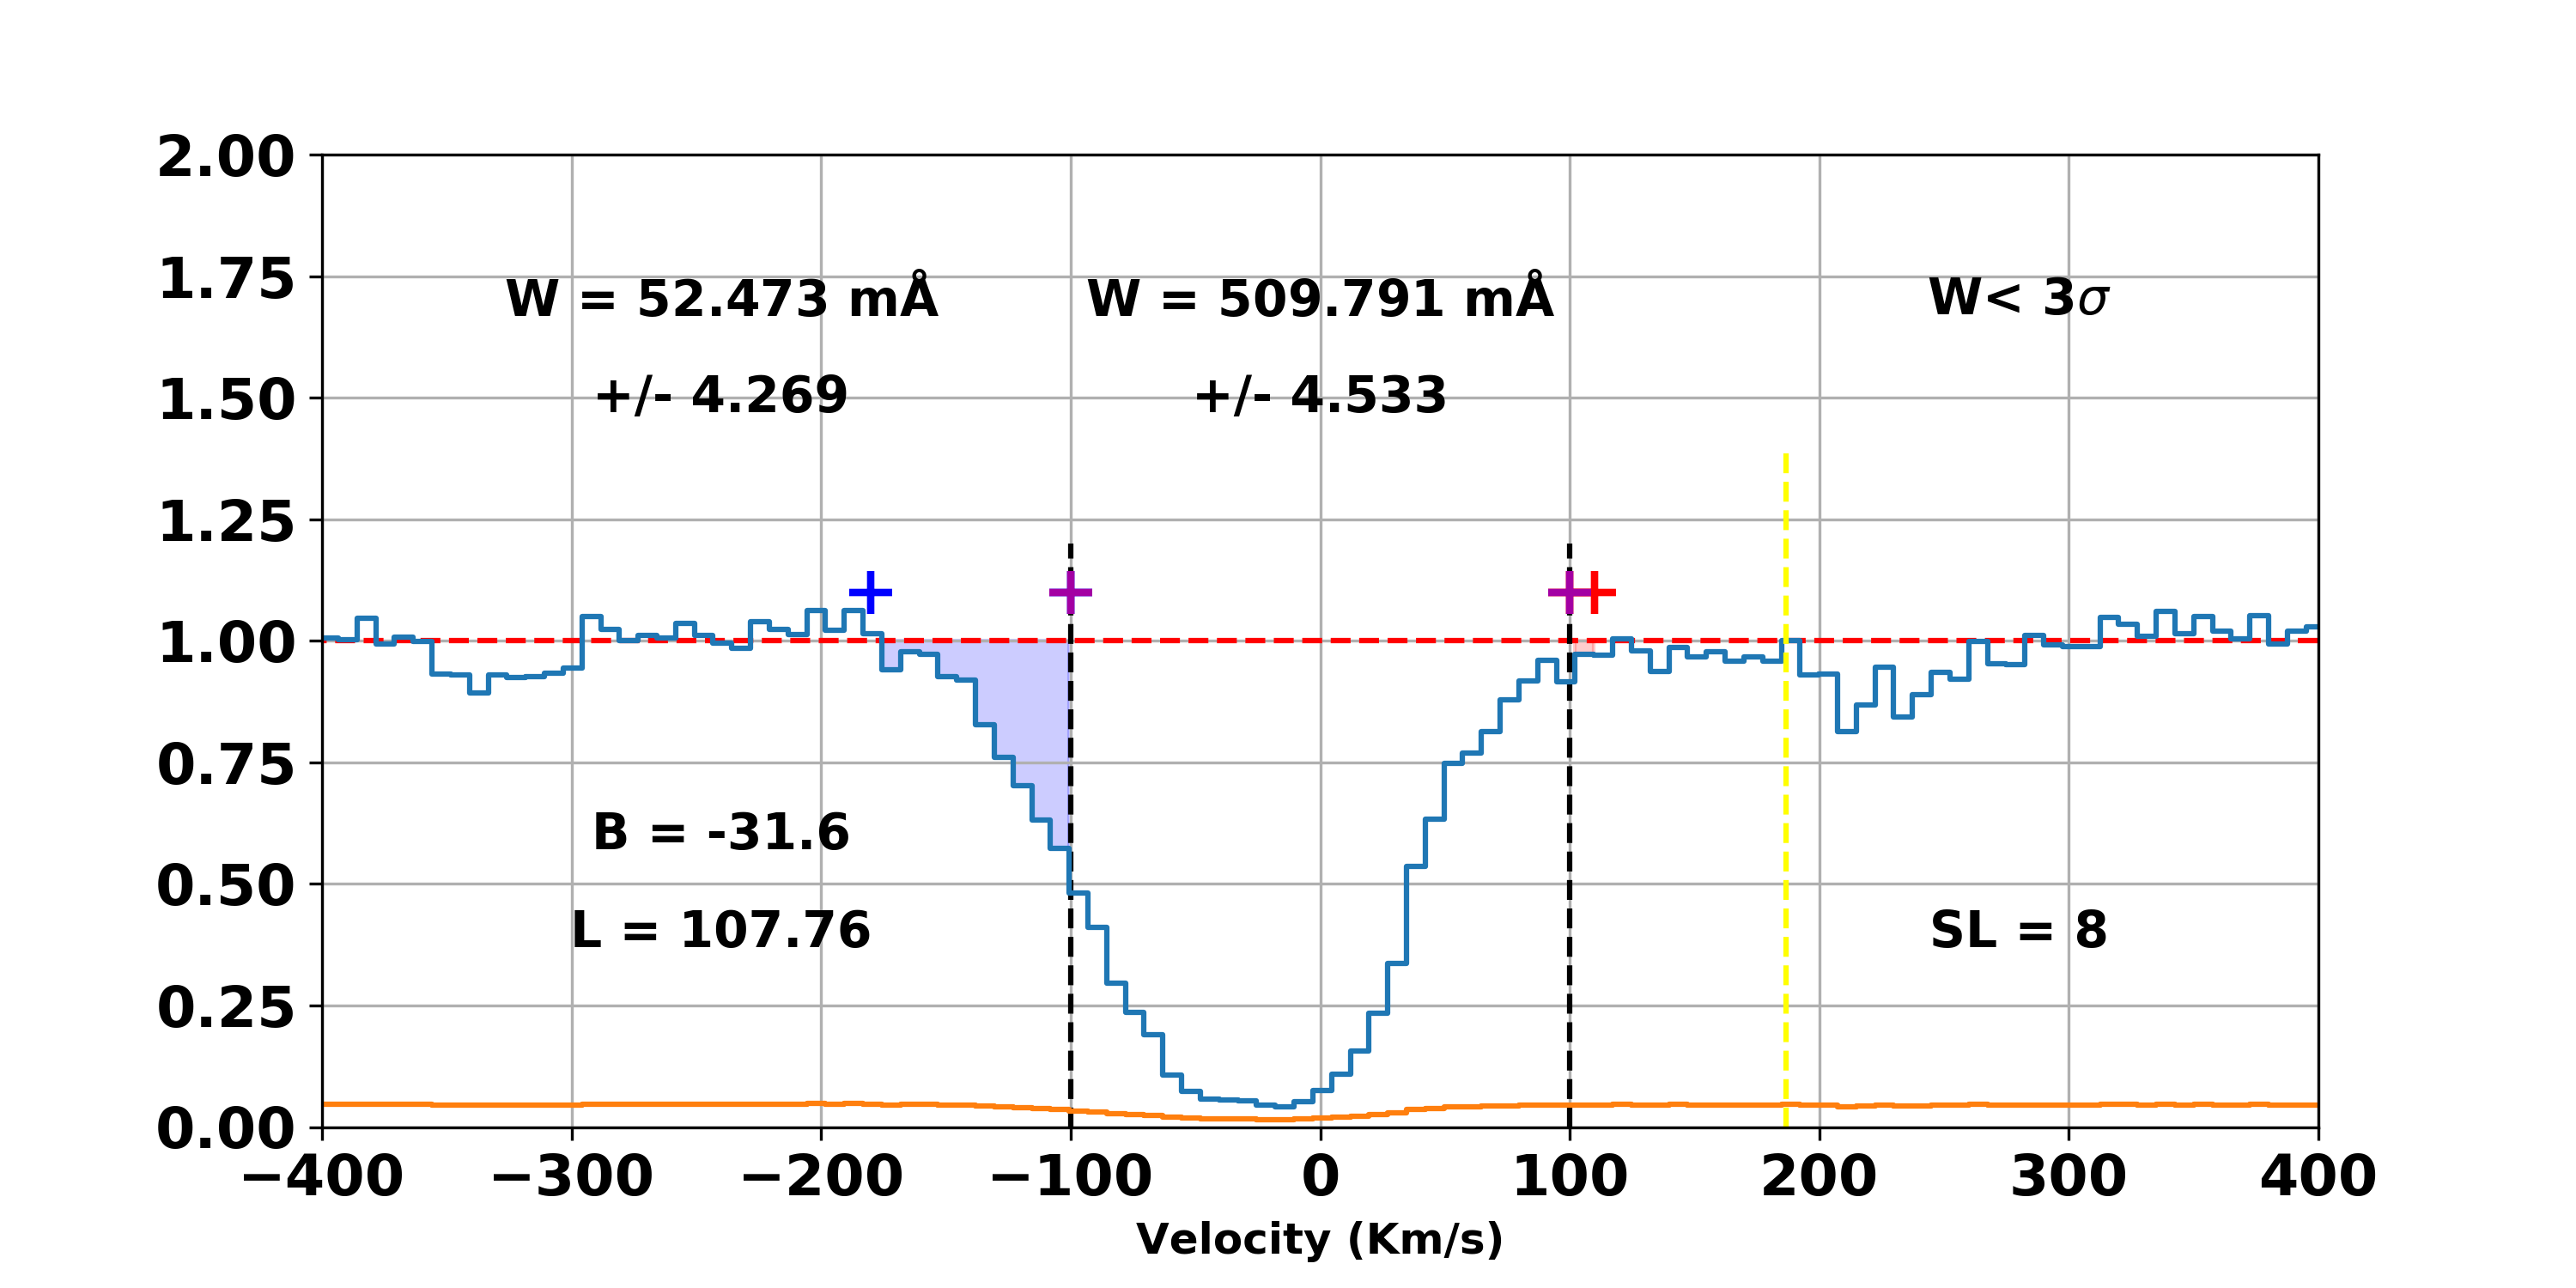 2.00
1.75
W = 52.473 mÅ
W = 509.791 mÅ
W< 3σ
1.50
+/- 4.269
+/- 4.533
1.25
1.00
0.75
B = -31.6
0.50
L = 107.76
SL = 8
0.25
0.00
−400 −300 −200 −100 0 100 200 300 400
Velocity (Km/s)